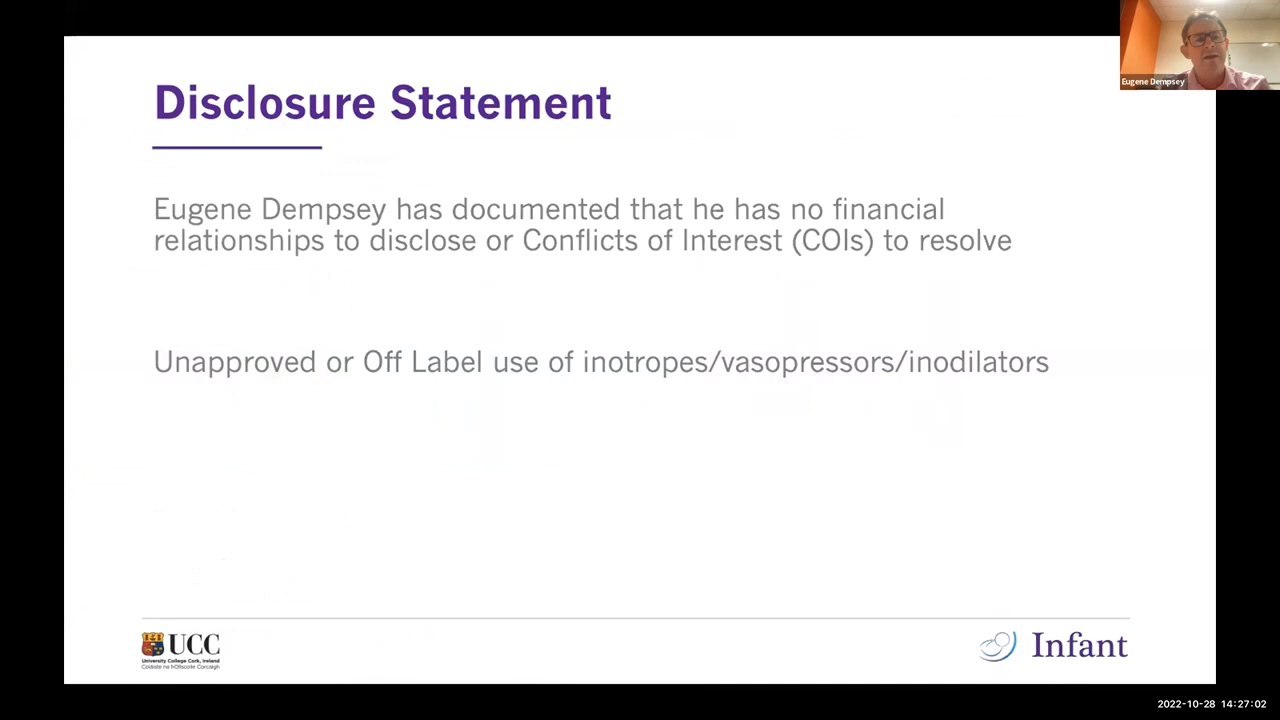 Disclosure Statement
Eugene Dempsey
Eugene Dempsey has documented that he has no financial
relationships to disclose or Conflicts of Interest (COIs) to resolve
Unapproved or Off Label use of inotropes/vasopressors/inodilators
UCC
University College Cork, Ireland
Coláiste na hOllscoile Corcaigh
Infant
2022-10-28 14:27:02